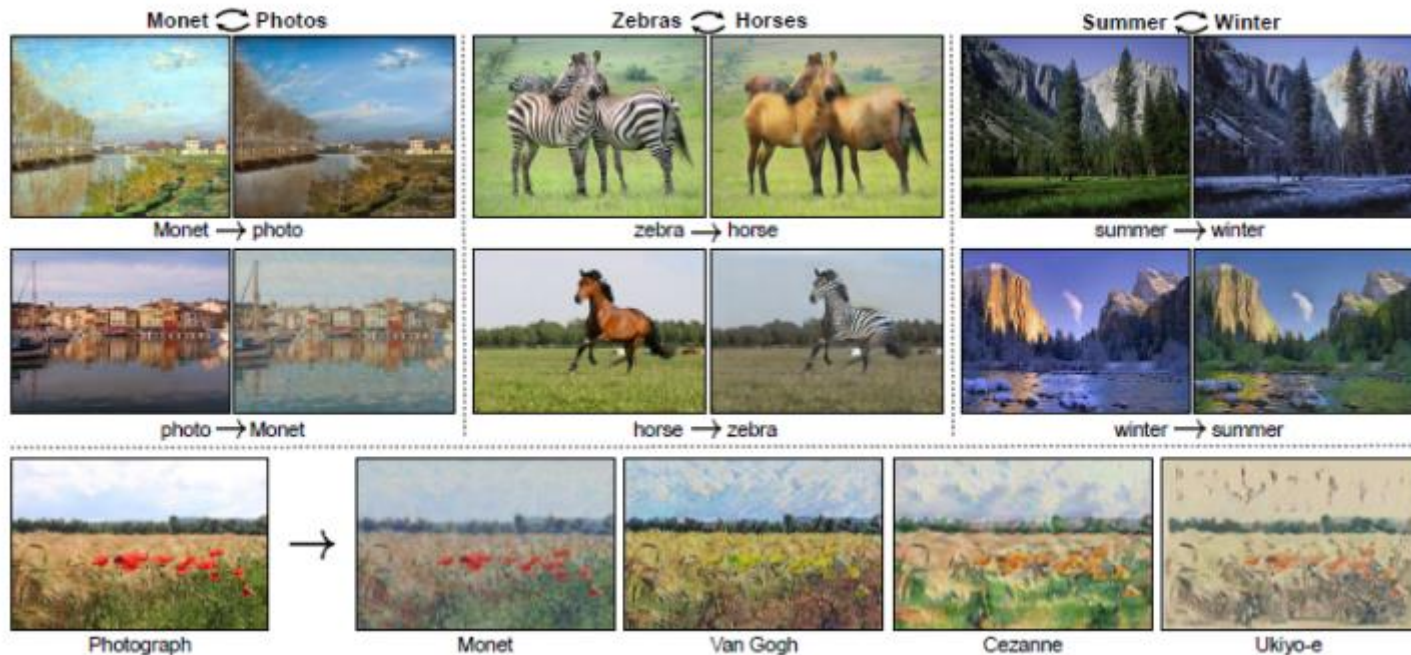 Monet Photos
Zebras Horses
Summer Winter
Monet → photo
zebra → horse
summer → winter
photo → Monet
horse → zebra
winter → summer
Photograph
Monet
Van Gogh
Cezanne
Ukiyo-e